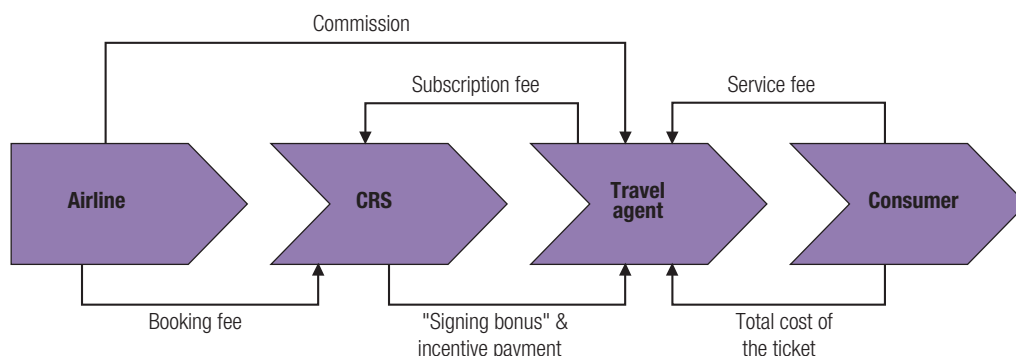 Commission
Subscription fee
Service fee
Airline
CRS
Travel
agent
Consumer
Booking fee
"Signing bonus" &
incentive payment
Total cost of
the ticket